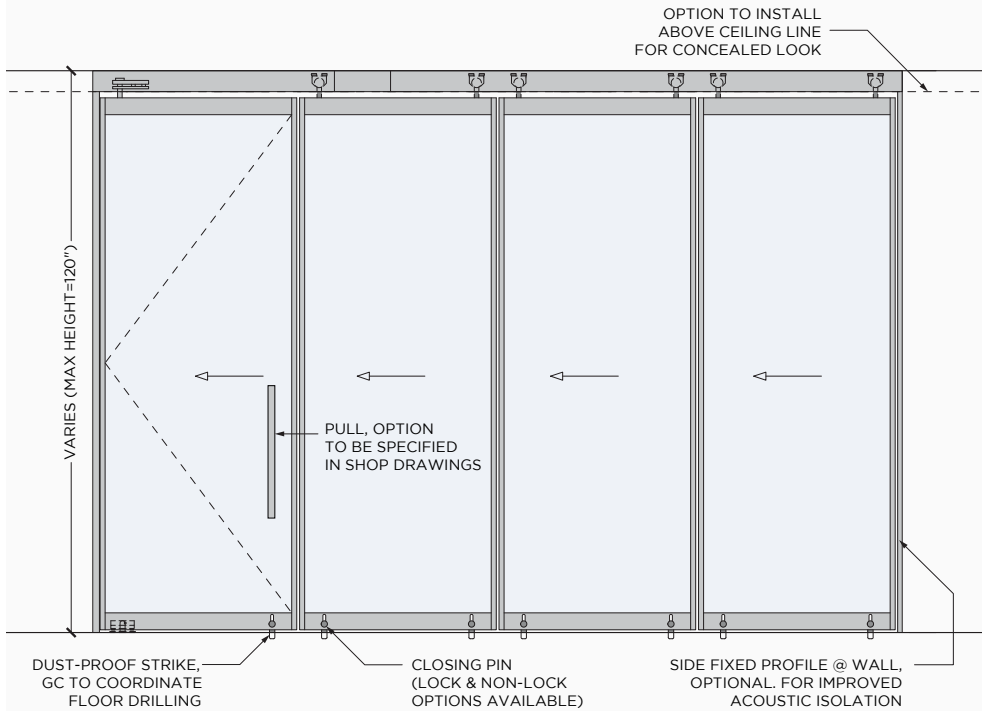 OPTION TO INSTALL
ABOVE CEILING LINE
FOR CONCEALED LOOK
VARIES (MAX HEIGHT=120")
PULL, OPTION
TO BE SPECIFIED
IN SHOP DRAWINGS
DUST-PROOF STRIKE,
GC TO COORDINATE
FLOOR DRILLING
CLOSING PIN
(LOCK & NON-LOCK
OPTIONS AVAILABLE)
SIDE FIXED PROFILE @ WALL,
OPTIONAL. FOR IMPROVED
ACOUSTIC ISOLATION